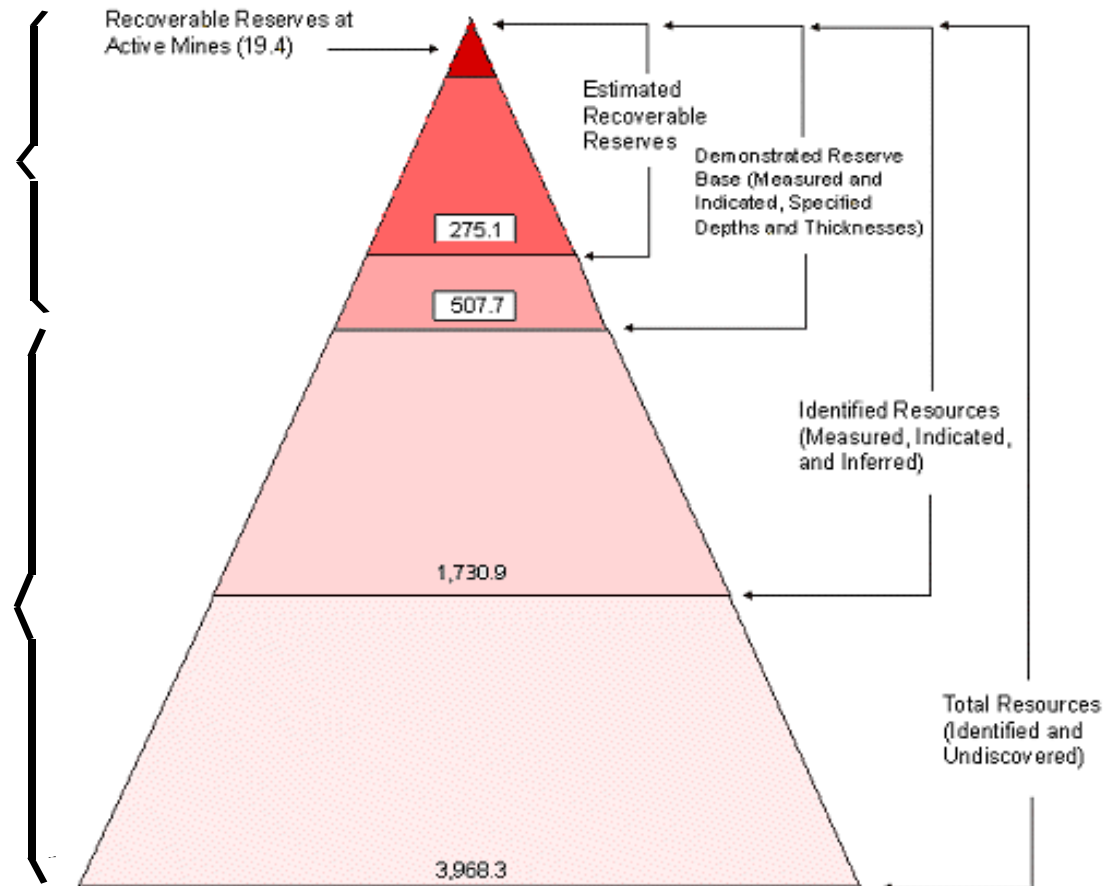 Recoverable Reserves at
Active Mines (19.4)
Estimated
Recoverable
Reserves
Demonstrated Reserve
Base (Measured and
Indicated, Specified
Depths and Thicknesses)
275.1
507.7
Identified Resources
(Measured, Indicated,
and Inferred)
1,730.9
Total Resources
(Identified and
Undiscovered)
3,968.3